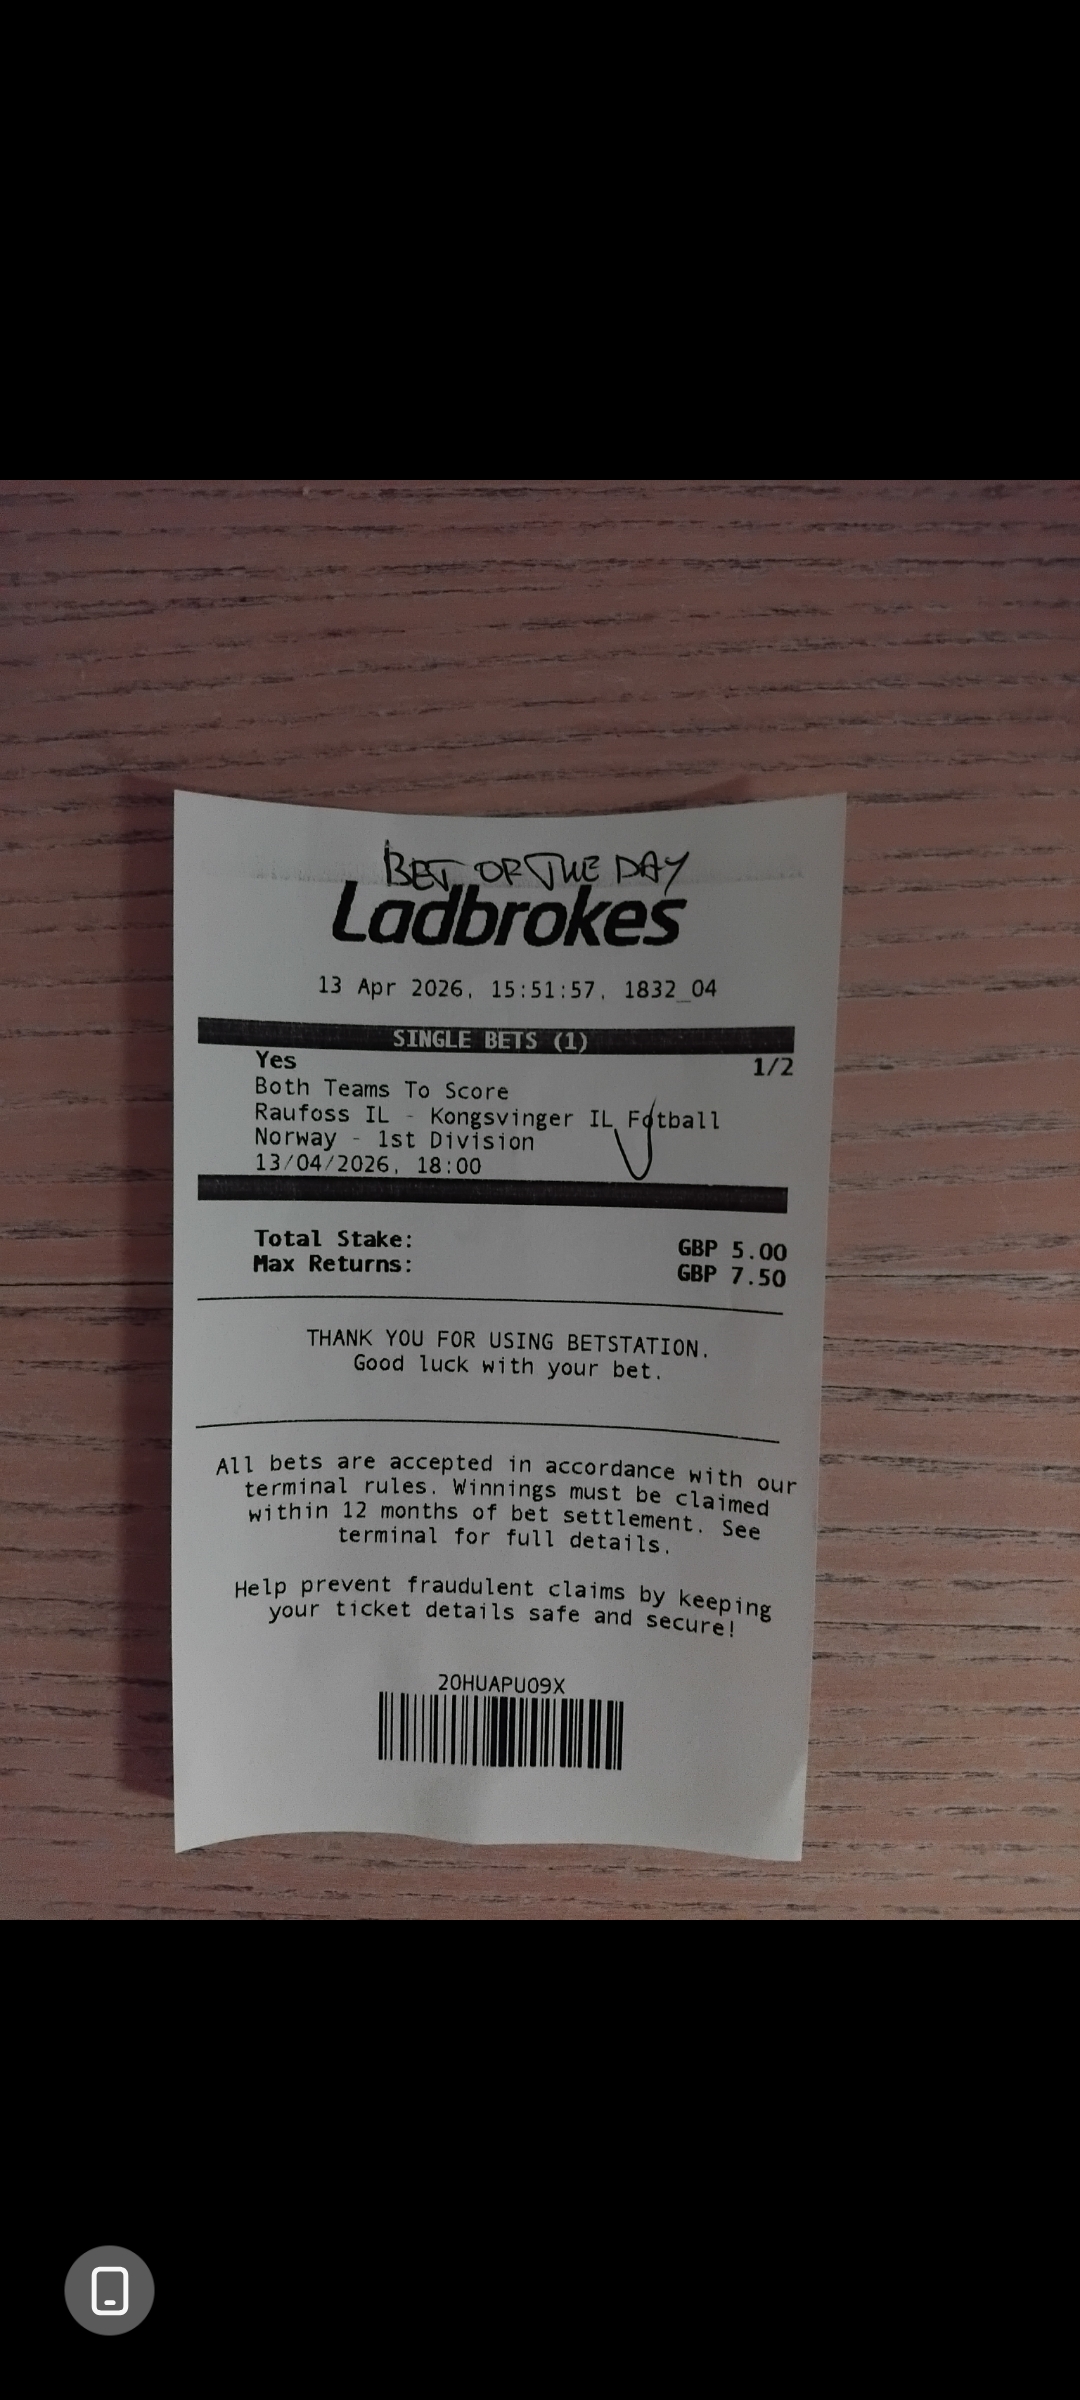 BET OF THE DAY
Ladbrokes
13 Apr 2026, 15:51:57, 1832_04
SINGLE BETS (1)
Yes 1/2
Both Teams To Score
Raufoss IL - Kongsvinger IL Fotball
Norway - 1st Division
13/04/2026, 18:00
Total Stake: GBP 5.00
Max Returns: GBP 7.50
THANK YOU FOR USING BETSTATION.
Good luck with your bet.
All bets are accepted in accordance with our
terminal rules. Winnings must be claimed
within 12 months of bet settlement. See
terminal for full details.
Help prevent fraudulent claims by keeping
your ticket details safe and secure!
20HUAPU09X